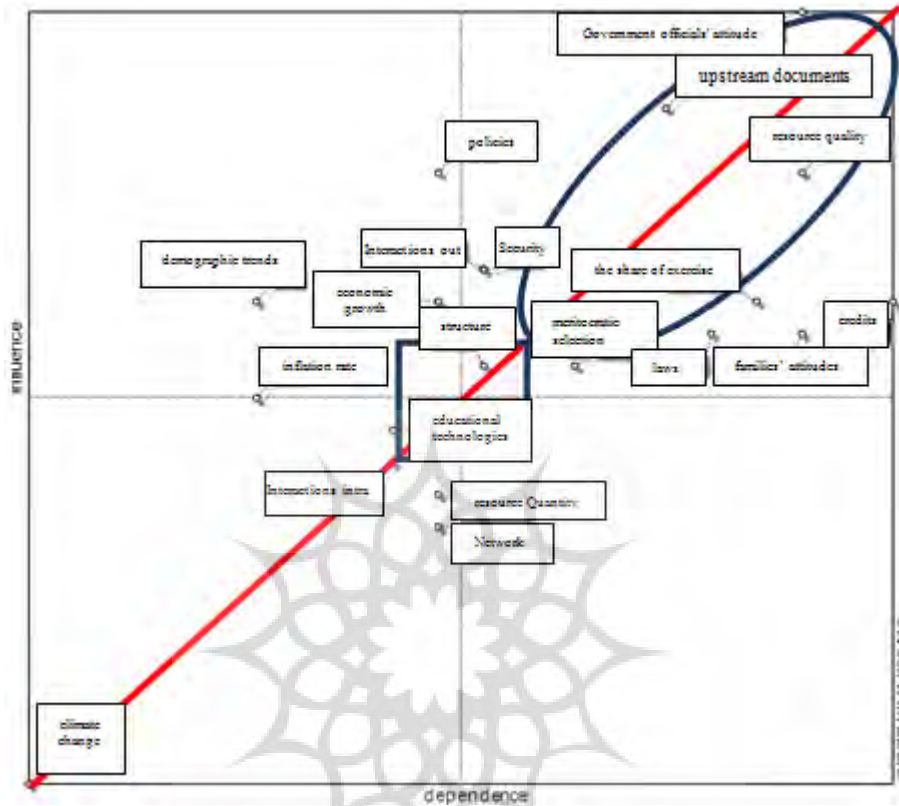 Government officials' attitude
upstream documents
resource quality
policies
Security
Interactions out
demographic trends
the share of exercise
economic
growth
structure
meritocratic
selection
credits
laws
families' attitudes
inflation rate
educational
technologies
Interactions intra
resource Quantity
Network
climate
change
dependence